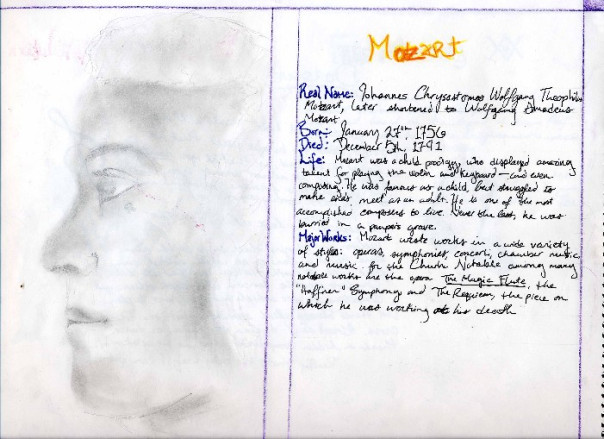 Mozart
Real Name: Johannes Chrysostomos Wolfgang Theophilus
Mozart, later shortened to Wolfgang Amadeus
Mozart
Born: January 27th, 1756
Died: December 5th, 1791
Life: Mozart was a child prodigy, who displayed amazing
talent for playing the violin and keyboard—and even
composing. He was famous as a child, but struggled to
make ends meet as an adult. He is one of the most
accomplished composers to live. Never the less, he was
burried in a pauper's grave.
Major Works: Mozart wrote works in a wide variety
of styles: operas, symphonies, concerti, chamber music,
and music for the Church. Notable among many
notable works are the opera The Magic Flute, the
"Haffner" Symphony and The Requiem, the piece on
which he was working at his death